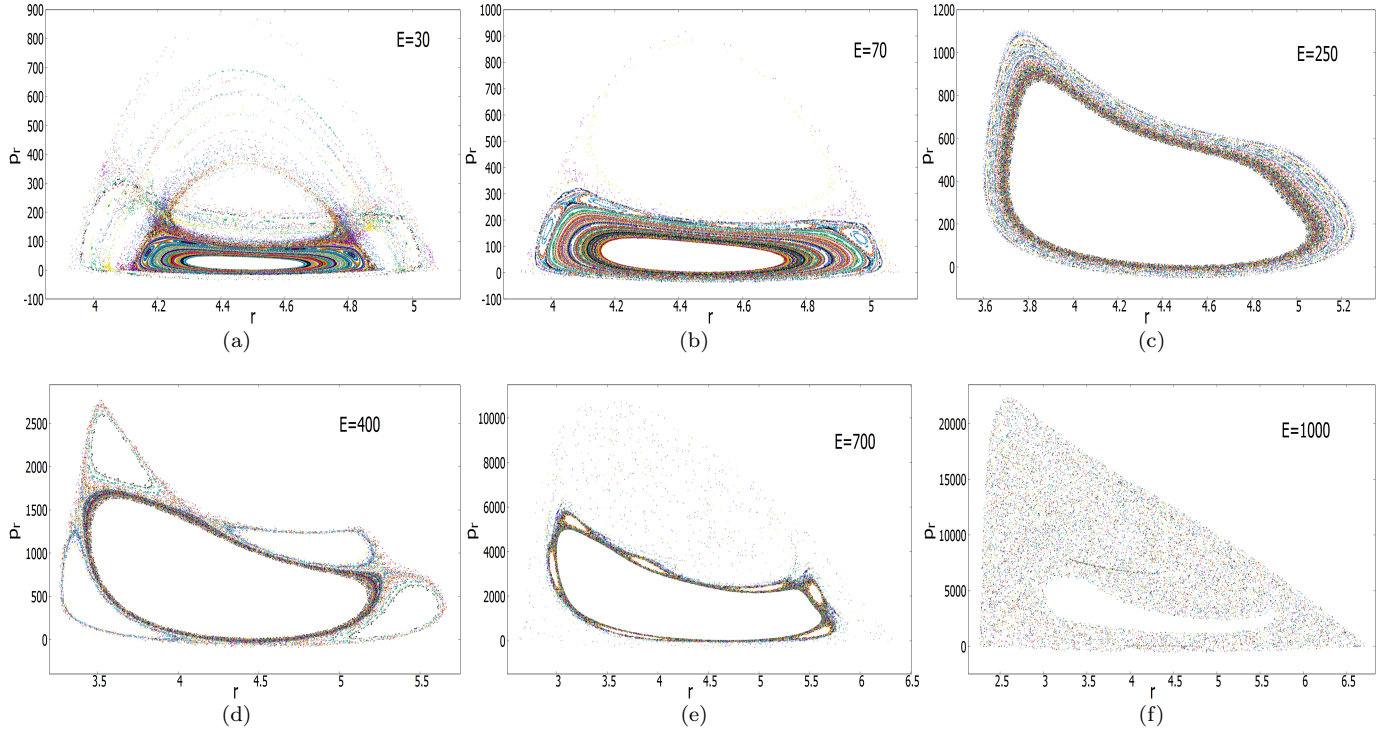 900
800
700
600
500
400
300
200
100
0
-100
pr
E=30
4 4.2 4.4 4.6 4.8 5
r
(a)
1000
900
800
700
600
500
400
300
200
100
0
-100
pr
E=70
4 4.2 4.4 4.6 4.8 5
r
(b)
1200
1000
800
600
400
200
0
pr
E=250
3.6 3.8 4 4.2 4.4 4.6 4.8 5 5.2
r
(c)
2500
2000
1500
1000
500
0
pr
E=400
3.5 4 4.5 5 5.5
r
(d)
10000
8000
6000
4000
2000
0
pr
E=700
3 3.5 4 4.5 5 5.5 6 6.5
r
(e)
20000
15000
10000
5000
0
pr
E=1000
2.5 3 3.5 4 4.5 5 5.5 6 6.5
r
(f)